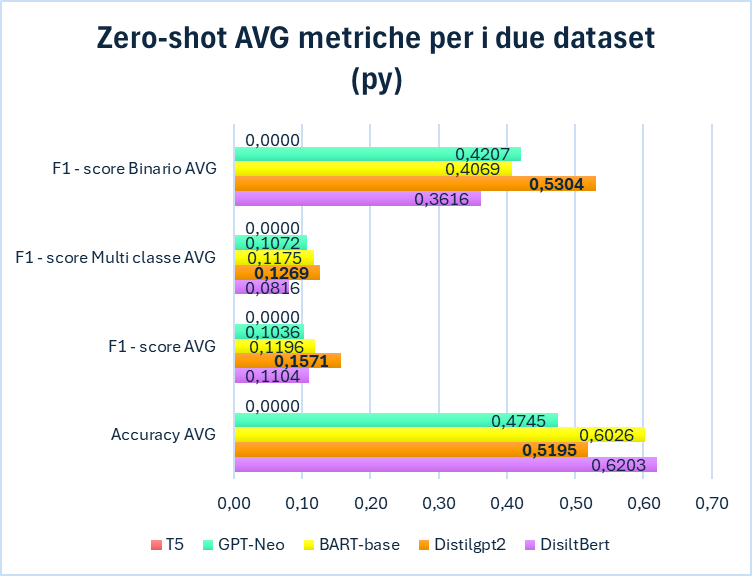 Zero-shot AVG metriche per i due dataset
(py)
0,0000
0,4207
F1 - score Binario AVG
0,4069
0,5304
0,3616
0,0000
0,1072
F1 - score Multi classe AVG
0,1175
0,1269
0,0816
0,0000
0,1036
F1 - score AVG
0,1196
0,1571
0,1104
0,0000
0,4745
Accuracy AVG
0,6026
0,5195
0,6203
0,00 0,10 0,20 0,30 0,40 0,50 0,60 0,70
T5 GPT-Neo BART-base Distilgpt2 DisiltBert